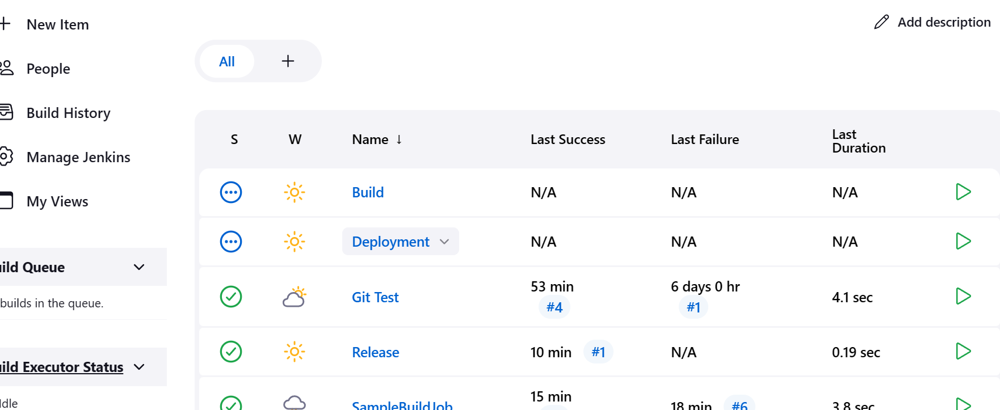 New Item
People
Build History
Manage Jenkins
My Views
ild Queue
builds in the queue.
ild Executor Status
Idle
Add description
All
S W Name ↓ Last Success Last Failure Last Duration
Build N/A N/A N/A
Deployment N/A N/A N/A
Git Test 53 min #4 6 days 0 hr #1 4.1 sec
Release 10 min #1 N/A 0.19 sec
SampleBuildJob 15 min 18 min #6 3.8 sec